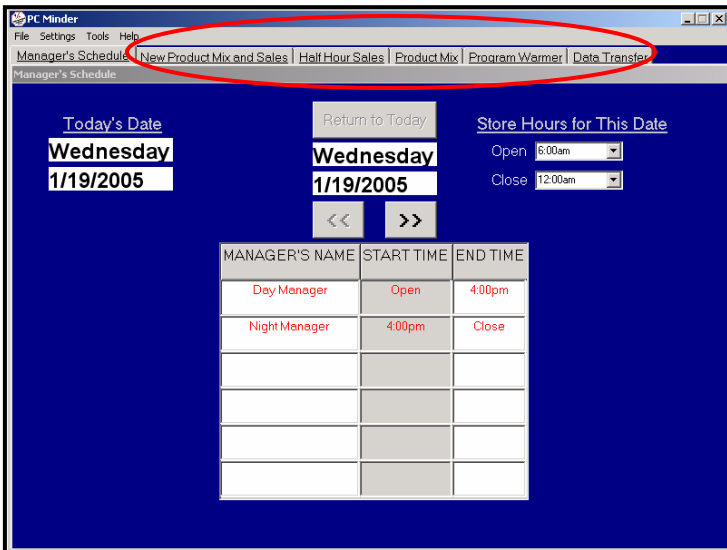 PC Minder
File Settings Tools Help
Manager's Schedule New Product Mix and Sales Half Hour Sales Product Mix Program Warmer Data Transfer
Manager's Schedule
Today's Date
Wednesday
1/19/2005
Return to Today
Wednesday
1/19/2005
<< >>
Store Hours for This Date
Open 6:00am
Close 12:00am
MANAGER'S NAME START TIME END TIME
Day Manager Open 4:00pm
Night Manager 4:00pm Close